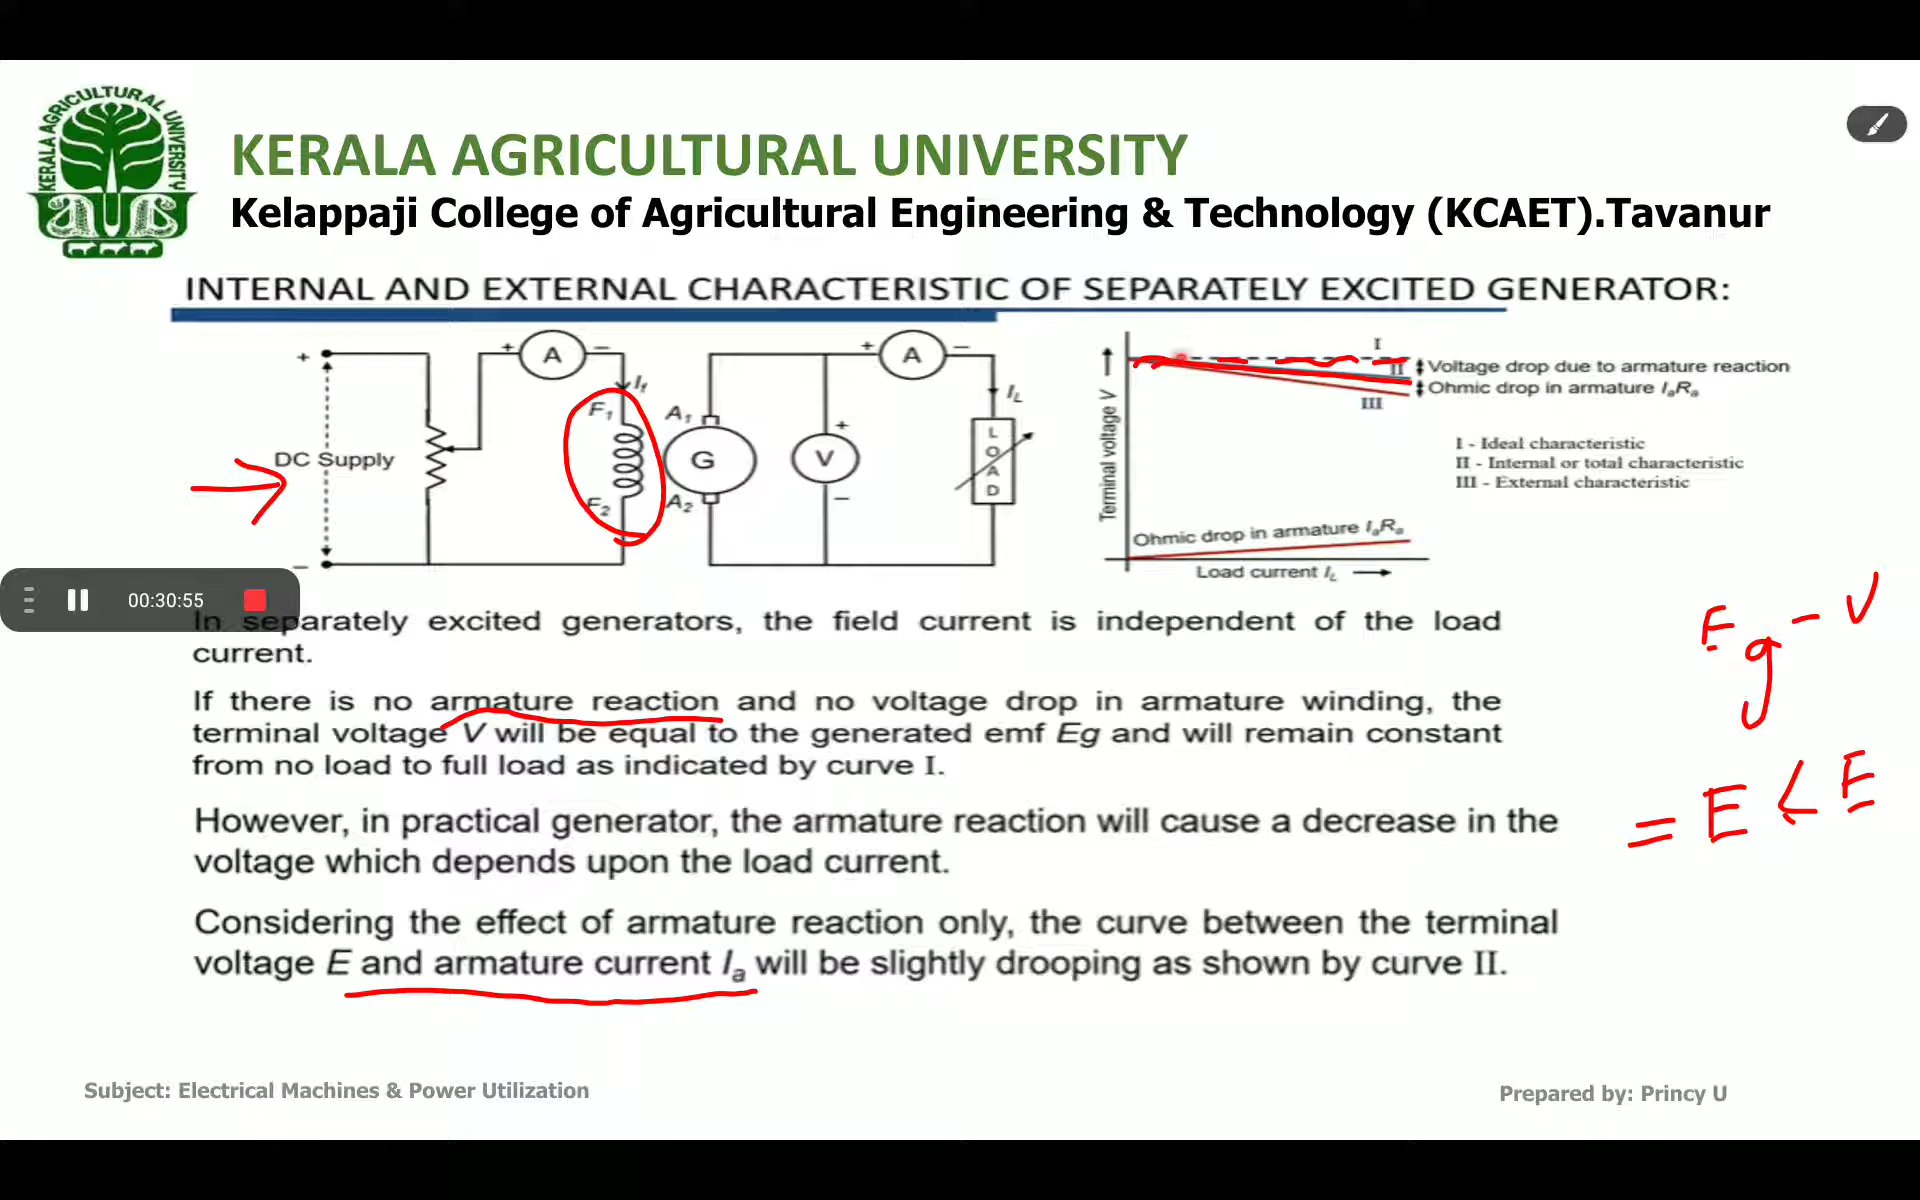 KERALA AGRICULTURAL UNIVERSITY
KERALA AGRICULTURAL UNIVERSITY
Kelappaji College of Agricultural Engineering & Technology (KCAET).Tavanur
INTERNAL AND EXTERNAL CHARACTERISTIC OF SEPARATELY EXCITED GENERATOR:
+ + A − If
F1
F2
DC Supply
−
A1
G
A2
+ V −
+ A −
IL
LOAD
Terminal voltage V
I
II
III
Voltage drop due to armature reaction
Ohmic drop in armature IaRa
I - Ideal characteristic
II - Internal or total characteristic
III - External characteristic
Ohmic drop in armature IaRa
Load current IL
00:30:55
In separately excited generators, the field current is independent of the load
current.
If there is no armature reaction and no voltage drop in armature winding, the
terminal voltage V will be equal to the generated emf Eg and will remain constant
from no load to full load as indicated by curve I.
However, in practical generator, the armature reaction will cause a decrease in the
voltage which depends upon the load current.
Considering the effect of armature reaction only, the curve between the terminal
voltage E and armature current Ia will be slightly drooping as shown by curve II.
Eg - V
= E < E
Subject: Electrical Machines & Power Utilization
Prepared by: Princy U